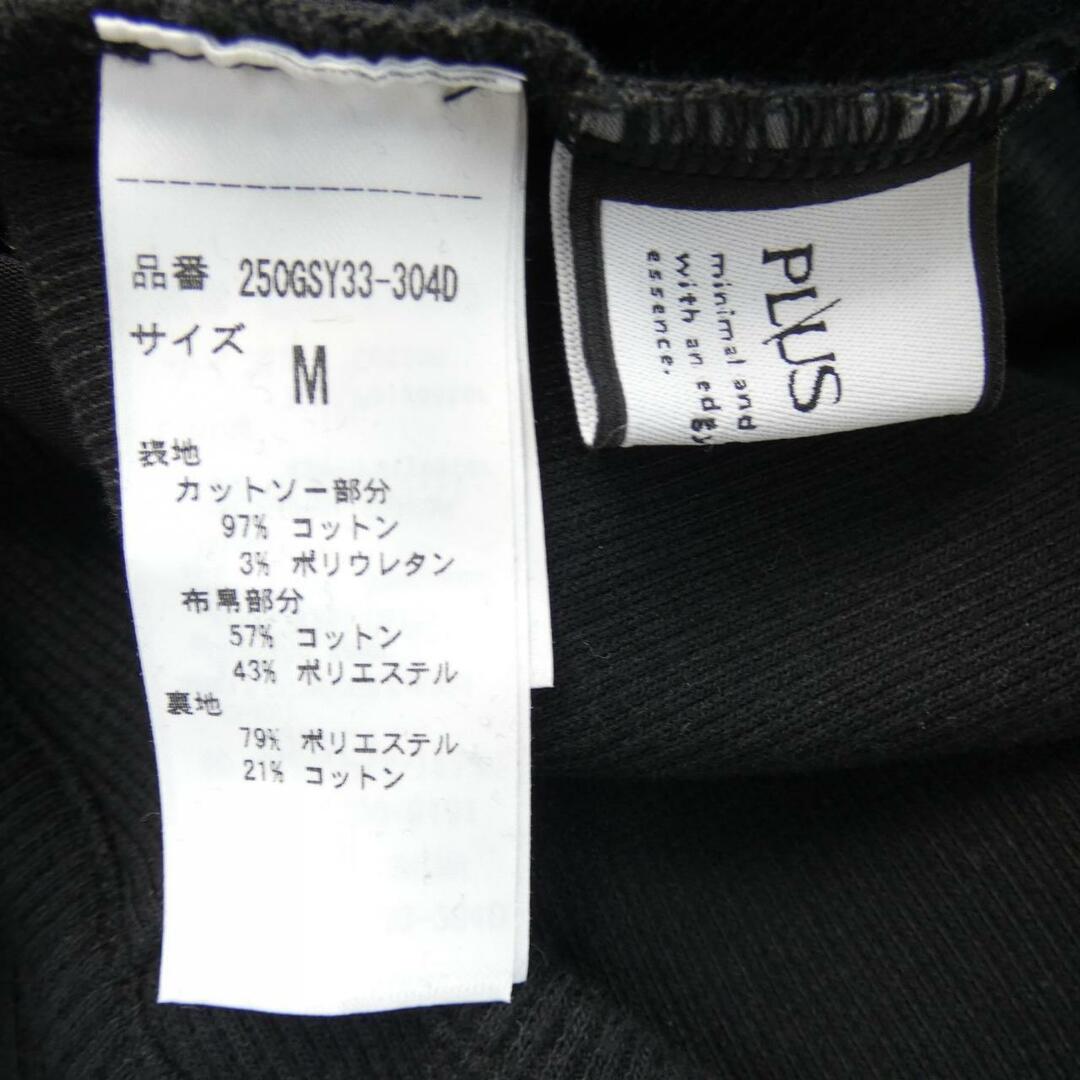 品番 250GSY33-304D
サイズ M
表地
カットソー部分
97% コットン
3% ポリウレタン
布帛部分
57% コットン
43% ポリエステル
裏地
79% ポリエステル
21% コットン
PLUS
minimal and
with an edgy
essence.